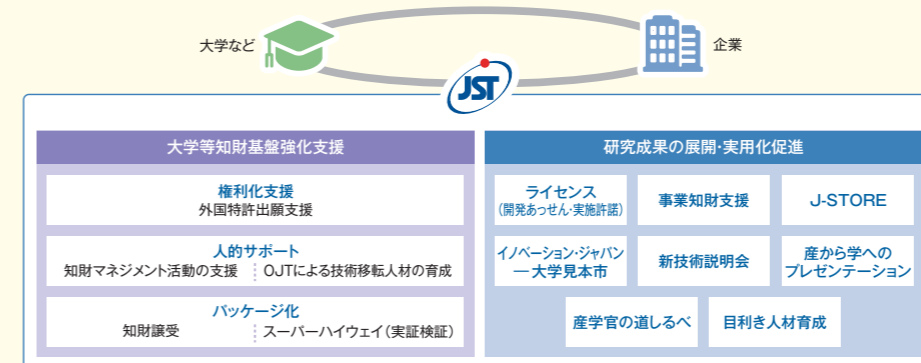 大学など
企業
JST
大学等知財基盤強化支援
権利化支援
外国特許出願支援
人的サポート
知財マネジメント活動の支援 OJTによる技術移転人材の育成
パッケージ化
知財譲受 スーパーハイウェイ(実証検証)
研究成果の展開・実用化促進
ライセンス
(開発あっせん・実施許諾)
事業知財支援
J-STORE
イノベーション・ジャパン
―大学見本市
新技術説明会
産から学への
プレゼンテーション
産学官の道しるべ
目利き人材育成